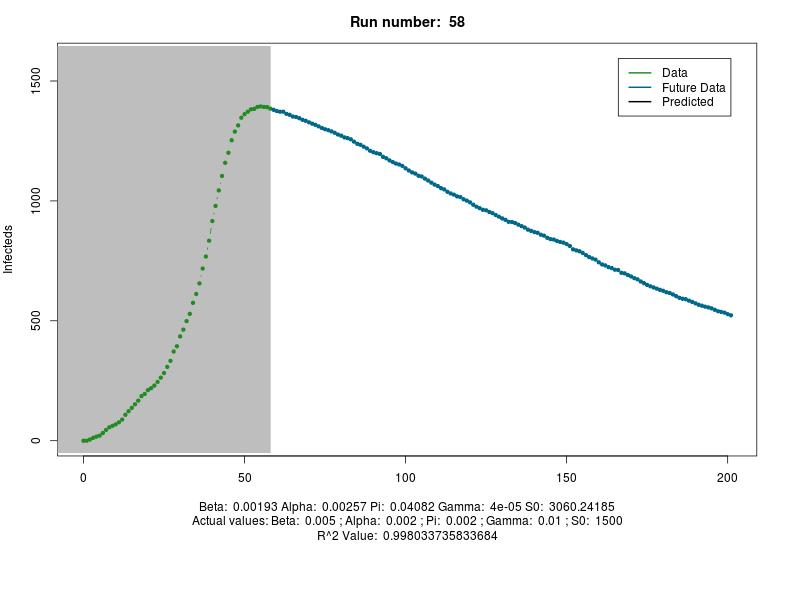 Run number: 58
1500
1000
500
0
Infecteds
Data
Future Data
Predicted
0 50 100 150 200
Beta: 0.00193 Alpha: 0.00257 Pi: 0.04082 Gamma: 4e-05 S0: 3060.24185
Actual values: Beta: 0.005 ; Alpha: 0.002 ; Pi: 0.002 ; Gamma: 0.01 ; S0: 1500
R^2 Value: 0.998033735833684